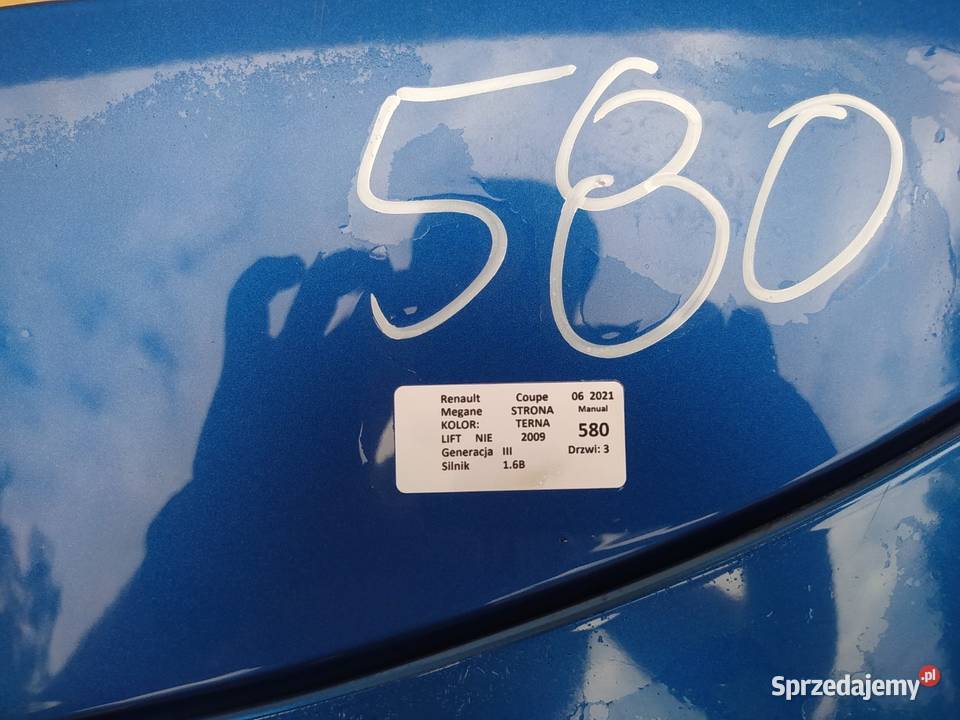 580
Renault Coupe 06 2021
Megane STRONA Manual
KOLOR: TERNA 580
LIFT NIE 2009
Generacja III Drzwi: 3
Silnik 1.6B
Sprzedajemy.pl